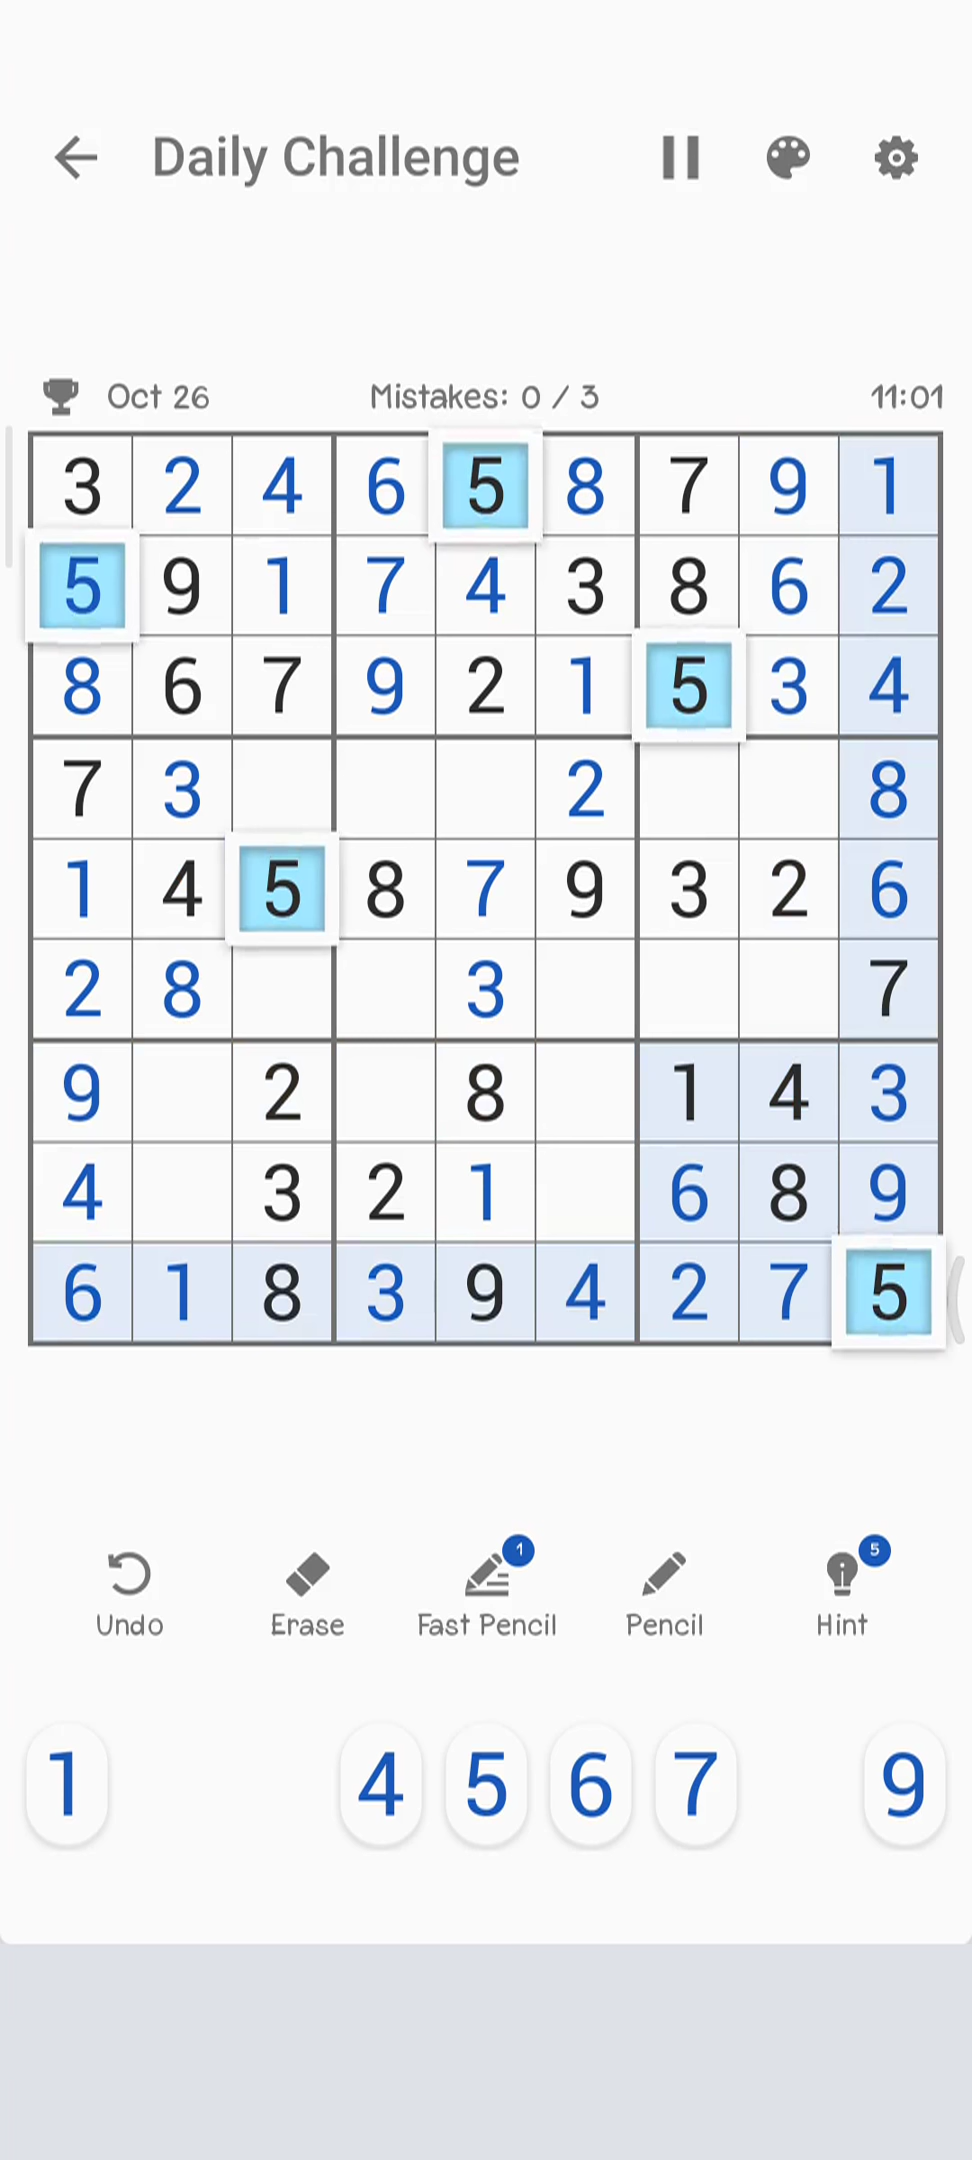 Daily Challenge
Oct 26 Mistakes: 0 / 3 11:01
3 2 4 6 5 8 7 9 1
5 9 1 7 4 3 8 6 2
8 6 7 9 2 1 5 3 4
7 3 2 8
1 4 5 8 7 9 3 2 6
2 8 3 7
9 2 8 1 4 3
4 3 2 1 6 8 9
6 1 8 3 9 4 2 7 5
1 5
Undo Erase Fast Pencil Pencil Hint
1 4 5 6 7 9